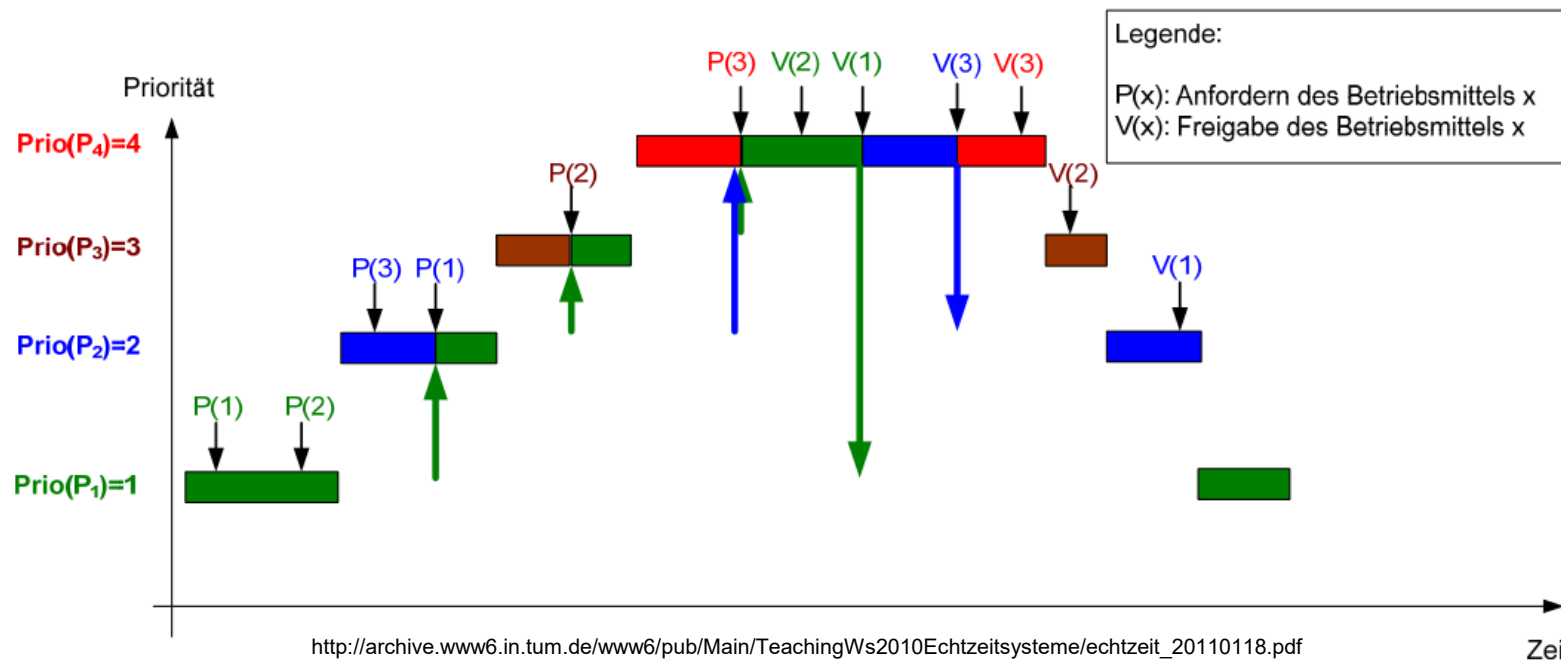 Legende:
P(x): Anfordern des Betriebsmittels x
V(x): Freigabe des Betriebsmittels x
Priorität
P(3) V(2) V(1) V(3) V(3)
Prio(P₄)=4
P(2) V(2)
Prio(P₃)=3
P(3) P(1) V(1)
Prio(P₂)=2
P(1) P(2)
Prio(P₁)=1
http://archive.www6.in.tum.de/www6/pub/Main/TeachingWs2010Echtzeitsysteme/echtzeit_20110118.pdf
Zei